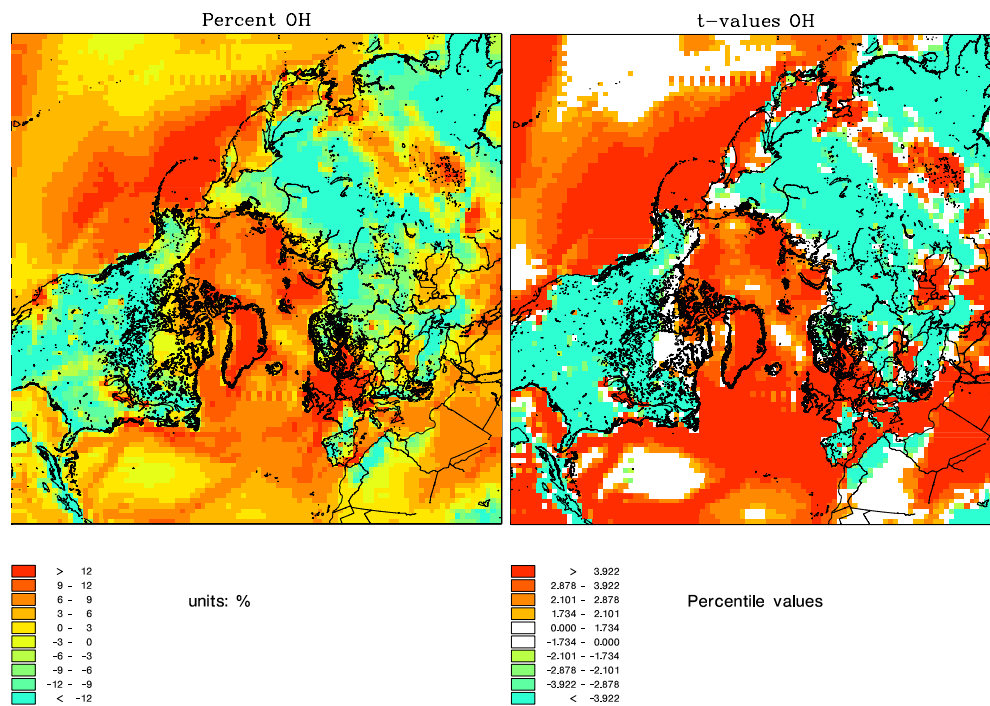 Percent OH
t-values OH
> 12
9 - 12
6 - 9
3 - 6
0 - 3
-3 - 0
-6 - -3
-9 - -6
-12 - -9
< -12
units: %
> 3.922
2.878 - 3.922
2.101 - 2.878
1.734 - 2.101
0.000 - 1.734
-1.734 - 0.000
-2.101 - -1.734
-2.878 - -2.101
-3.922 - -2.878
< -3.922
Percentile values